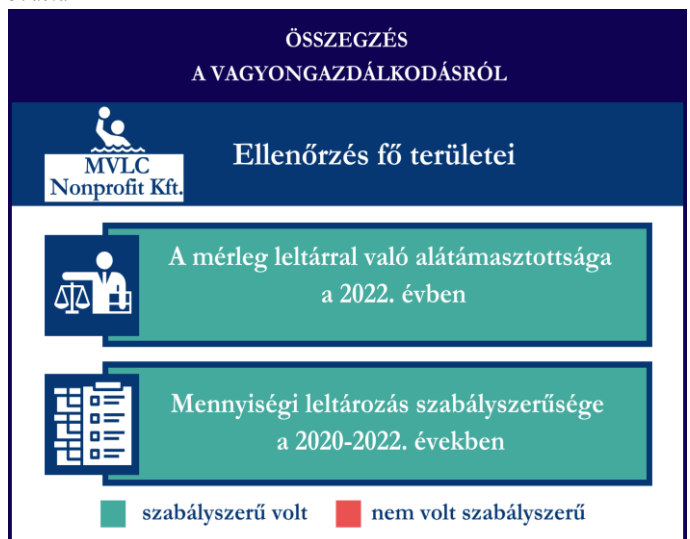 ÖSSZEGZÉS
A VAGYONGAZDÁLKODÁSRÓL
MVLC
Nonprofit Kft.
Ellenőrzés fő területei
A mérleg leltárral való alátámasztottsága
a 2022. évben
Mennyiségi leltározás szabályszerűsége
a 2020-2022. években
szabályszerű volt
nem volt szabályszerű